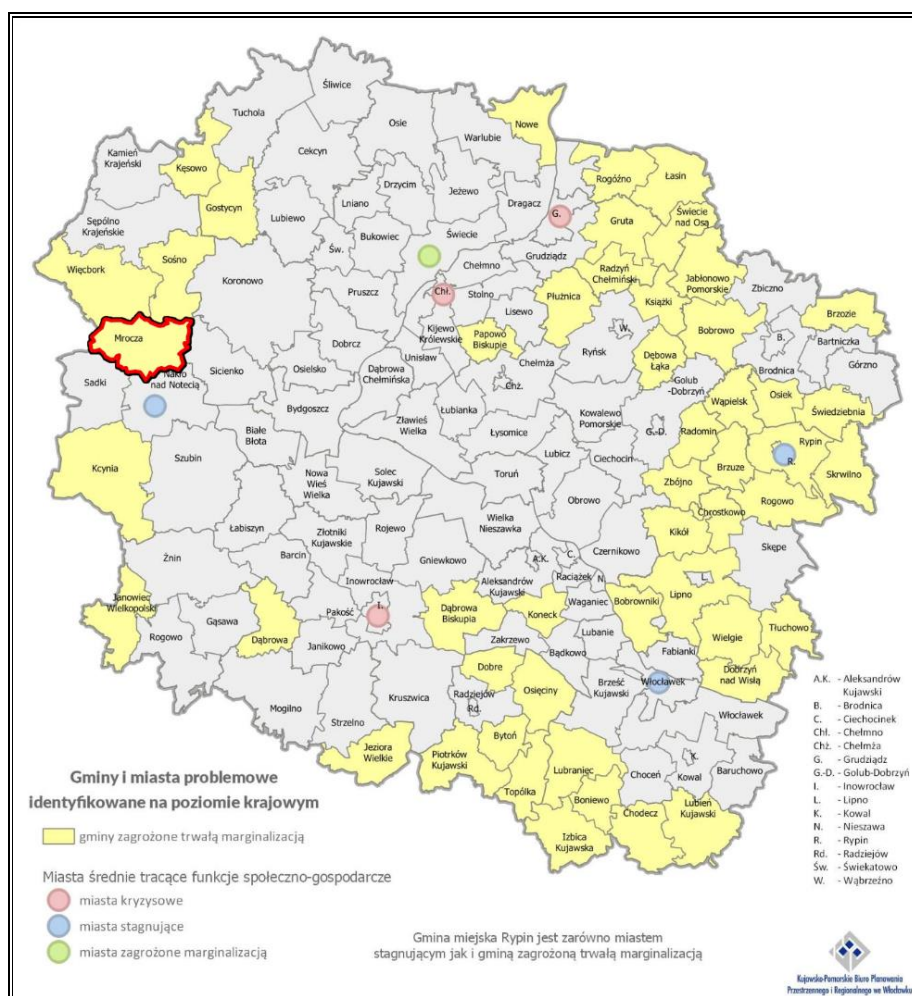 Śliwice
Tuchola
Osie
Nowe
Warlubie
Kamień
Krajeński
Kęsowo
Cekcyn
Rogóźno
Łasin
Drzycim
Gostycyn
Lniano
Jeżewo
Dragacz
Sępólno
Krajeńskie
Lubiewo
G.
Gruta
Świecie
nad Osą
Bukowiec
Świecie
Św.
Więcbork
Sośno
Koronowo
Chełmno
Grudziądz
Radzyń
Chełmiński
Jabłonowo
Pomorskie
Zbiczno
Pruszcz
Chł.
Stolno
Płużnica
Książki
Lisewo
Brzozie
Mrocza
Dobrcz
Kijewo
Królewskie
Papowo
Biskupie
W.
Bobrowo
B.
Bartniczka
Unisław
Chełmża
Ryńsk
Dębowa
Łąka
Brodnica
Górzno
Sadki
Nakło
nad Notecią
Sicienko
Osielsko
Dąbrowa
Chełmińska
Chż.
Golub
-Dobrzyń
Bydgoszcz
Łubianka
Wąpielsk
Osiek
Świedziebnia
Zławieś
Wielka
Łysomice
Kowalewo
Pomorskie
G.-D.
Radomin
Rypin
R.
Białe
Błota
Kcynia
Szubin
Lubicz
Ciechocin
Brzuze
Skrwilno
Nowa
Wieś
Wielka
Solec
Kujawski
Toruń
Zbójno
Rogowo
Obrowo
Chrostkowo
Łabiszyn
Złotniki
Kujawskie
Rojewo
Wielka
Nieszawka
Kikół
Skępe
Żnin
Barcin
Gniewkowo
Czernikowo
A.K.
C.
Inowrocław
Aleksandrów
Kujawski
Raciążek
N.
L.
Janowiec
Wielkopolski
Lipno
I.
Pakość
Dąbrowa
Biskupia
Koneck
Waganiec
Bobrowniki
Rogowo
Gąsawa
Dąbrowa
Zakrzewo
Lubanie
Wielgie
Tłuchowo
Janikowo
Bądkowo
Fabianki
Dobre
Dobrzyń
nad Wisłą
Kruszwica
Radziejów
Rd.
Osięciny
Brześć
Kujawski
Włocławek
Mogilno
Strzelno
Włocławek
Bytoń
Jeziora
Wielkie
Piotrków
Kujawski
Lubraniec
Choceń
K.
Kowal
Baruchowo
Topólka
Boniewo
Chodecz
Lubień
Kujawski
Izbica
Kujawska
A.K. - Aleksandrów
Kujawski
B. - Brodnica
C. - Ciechocinek
Chł. - Chełmno
Chż. - Chełmża
G. - Grudziądz
G.-D. - Golub-Dobrzyń
I. - Inowrocław
L. - Lipno
K. - Kowal
N. - Nieszawa
R. - Rypin
Rd. - Radziejów
Św. - Świekatowo
W. - Wąbrzeźno
Gminy i miasta problemowe
identyfikowane na poziomie krajowym
gminy zagrożone trwałą marginalizacją
Miasta średnie tracące funkcje społeczno-gospodarcze
miasta kryzysowe
miasta stagnujące
miasta zagrożone marginalizacją
Gmina miejska Rypin jest zarówno miastem
stagnującym jak i gminą zagrożoną trwałą marginalizacją
Kujawsko-Pomorskie Biuro Planowania
Przestrzennego i Regionalnego we Włocławku